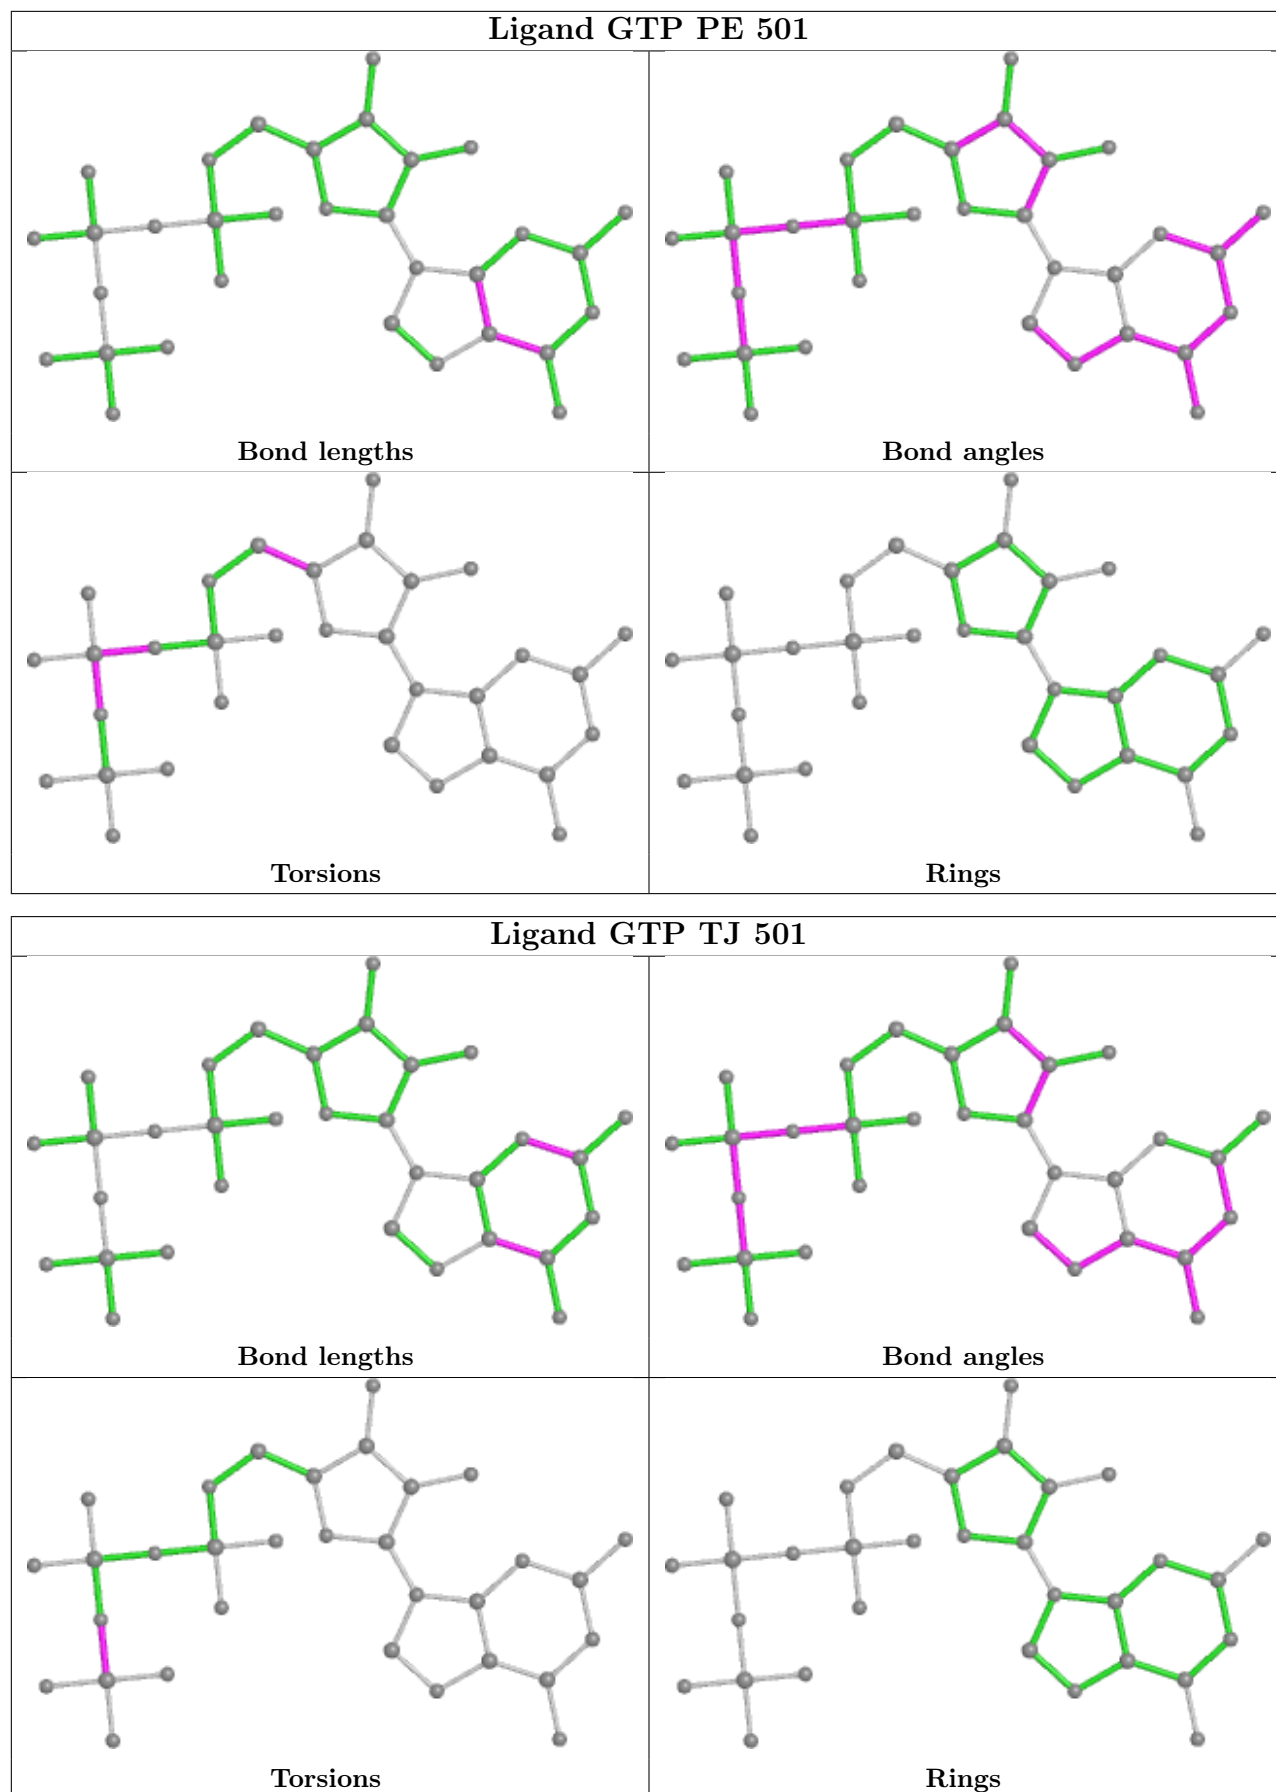 Ligand GTP PE 501
Bond lengths
Bond angles
Torsions
Rings
Ligand GTP TJ 501
Bond lengths
Bond angles
Torsions
Rings